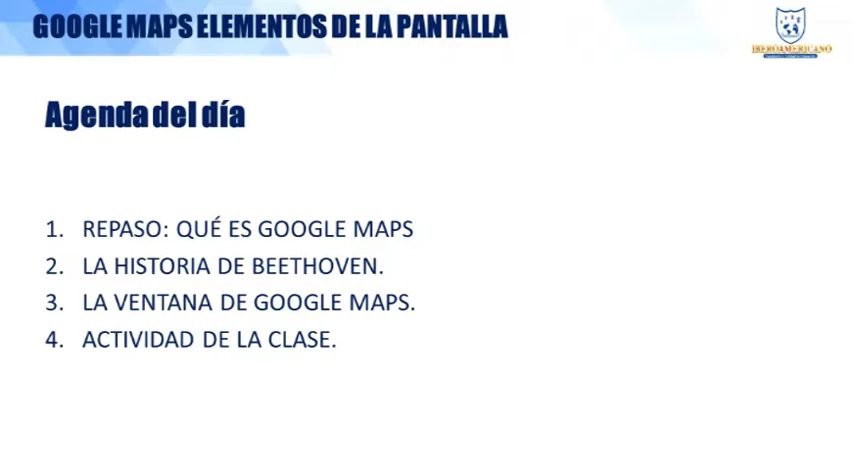 GOOGLE MAPS ELEMENTOS DE LA PANTALLA
IBEROAMERICANO
Agenda del día
1. REPASO: QUÉ ES GOOGLE MAPS
2. LA HISTORIA DE BEETHOVEN.
3. LA VENTANA DE GOOGLE MAPS.
4. ACTIVIDAD DE LA CLASE.